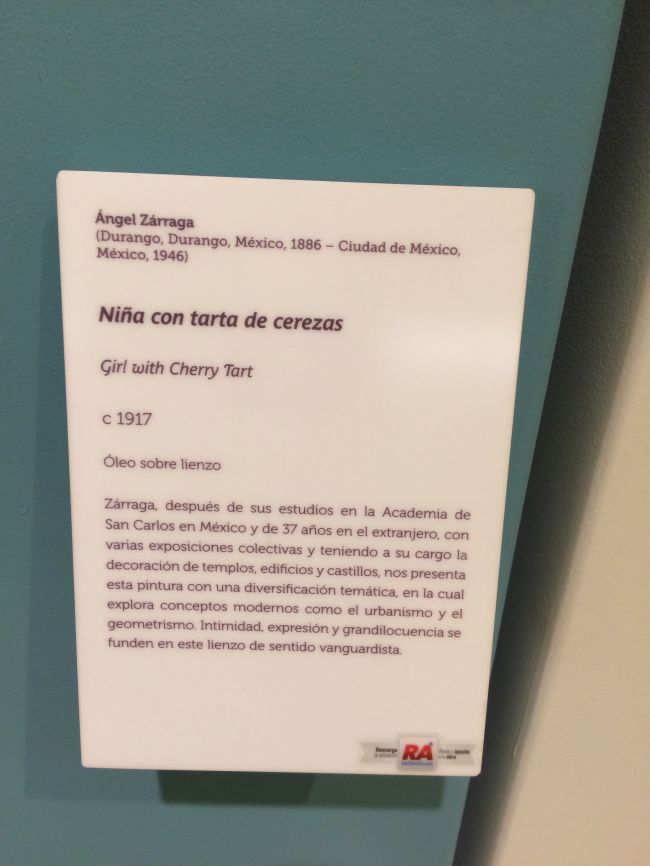 Ángel Zárraga
(Durango, Durango, México, 1886 – Ciudad de México,
México, 1946)
Niña con tarta de cerezas
Girl with Cherry Tart
c 1917
Óleo sobre lienzo
Zárraga, después de sus estudios en la Academia de
San Carlos en México y de 37 años en el extranjero, con
varias exposiciones colectivas y teniendo a su cargo la
decoración de templos, edificios y castillos, nos presenta
esta pintura con una diversificación temática, en la cual
explora conceptos modernos como el urbanismo y el
geometrismo. Intimidad, expresión y grandilocuencia se
funden en este lienzo de sentido vanguardista.
Descarga
RA
infinitum